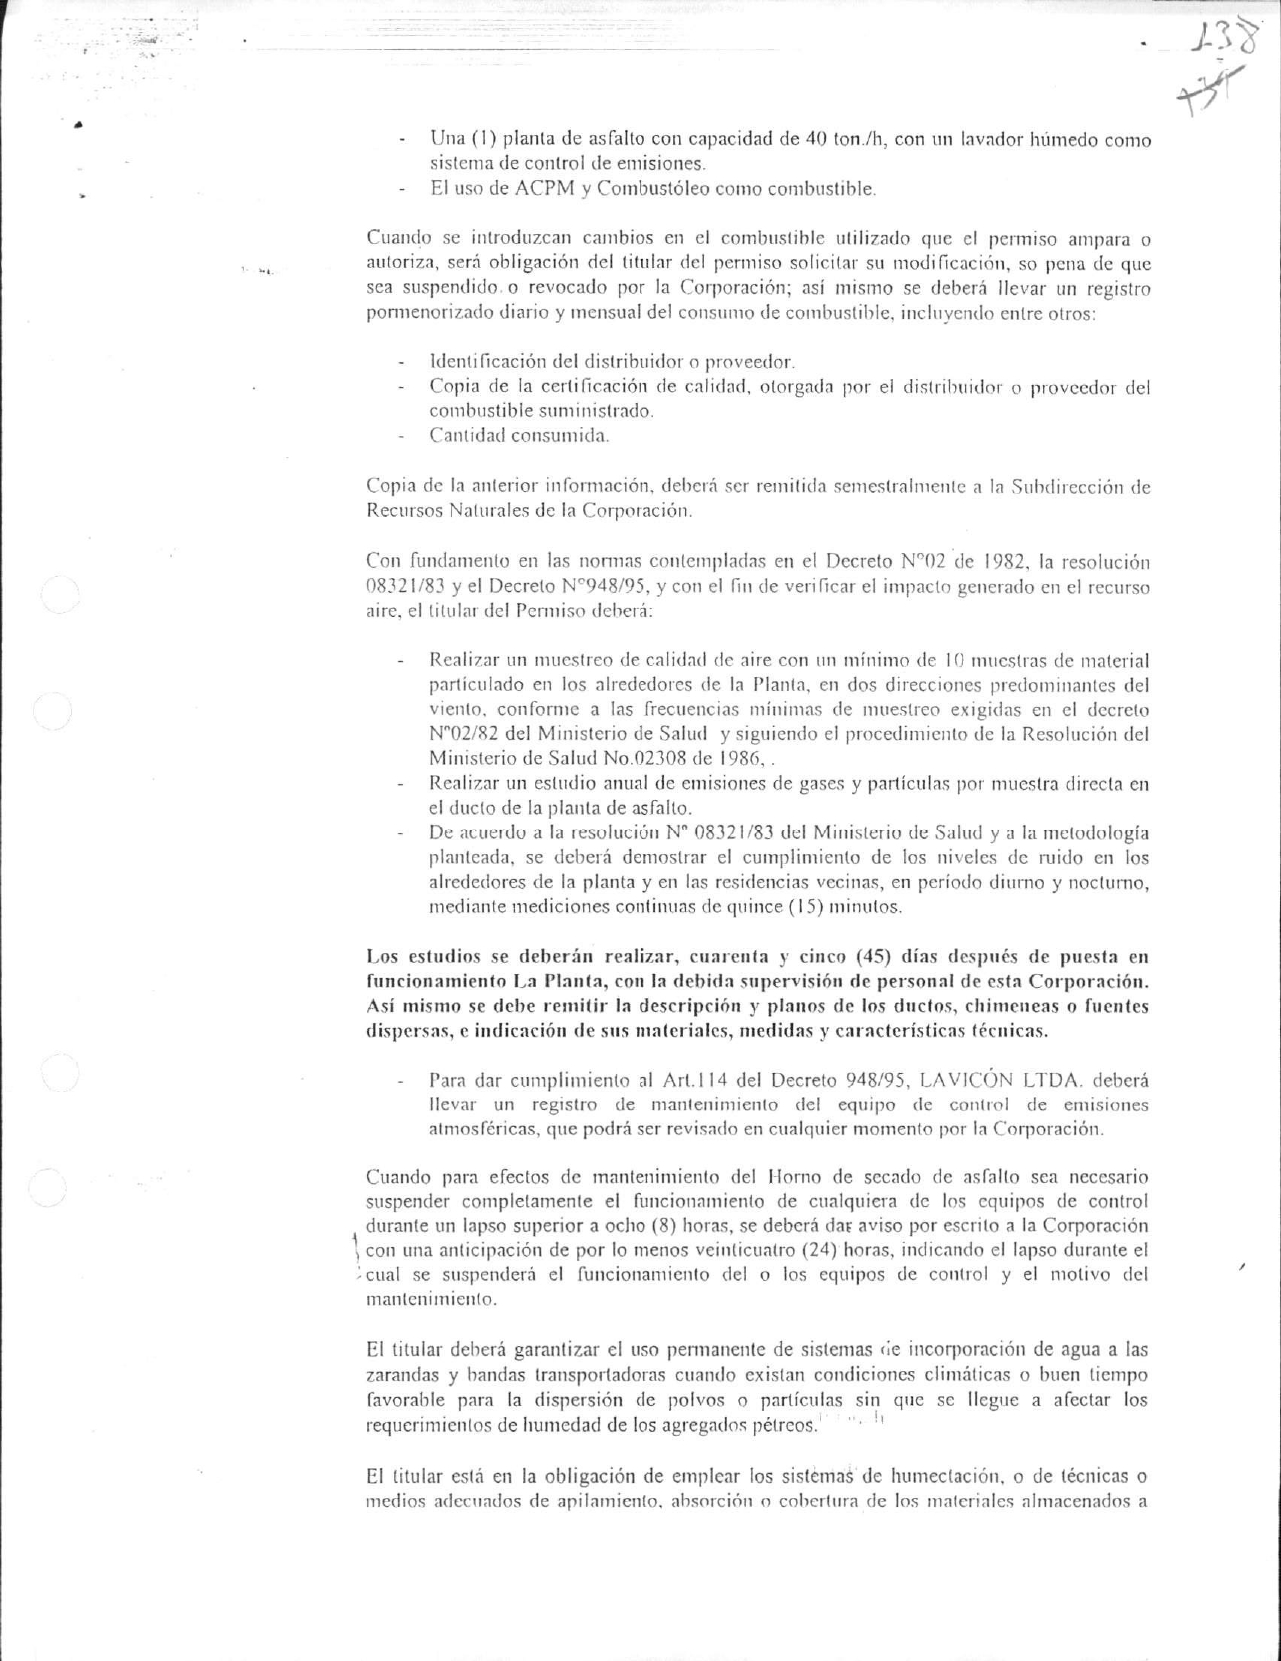 138
- Una (1) planta de asfalto con capacidad de 40 ton./h, con un lavador húmedo como
sistema de control de emisiones.
- El uso de ACPM y Combustóleo como combustible.
Cuando se introduzcan cambios en el combustible utilizado que el permiso ampara o
autoriza, será obligación del titular del permiso solicitar su modificación, so pena de que
sea suspendido o revocado por la Corporación; así mismo se deberá llevar un registro
pormenorizado diario y mensual del consumo de combustible, incluyendo entre otros:
- Identificación del distribuidor o proveedor.
- Copia de la certificación de calidad, otorgada por el distribuidor o proveedor del
combustible suministrado.
- Cantidad consumida.
Copia de la anterior información, deberá ser remitida semestralmente a la Subdirección de
Recursos Naturales de la Corporación.
Con fundamento en las normas contempladas en el Decreto N°02 de 1982, la resolución
08321/83 y el Decreto N°948/95, y con el fin de verificar el impacto generado en el recurso
aire, el titular del Permiso deberá:
- Realizar un muestreo de calidad de aire con un mínimo de 10 muestras de material
particulado en los alrededores de la Planta, en dos direcciones predominantes del
viento, conforme a las frecuencias mínimas de muestreo exigidas en el decreto
N°02/82 del Ministerio de Salud y siguiendo el procedimiento de la Resolución del
Ministerio de Salud No.02308 de 1986, .
- Realizar un estudio anual de emisiones de gases y partículas por muestra directa en
el ducto de la planta de asfalto.
- De acuerdo a la resolución N° 08321/83 del Ministerio de Salud y a la metodología
planteada, se deberá demostrar el cumplimiento de los niveles de ruido en los
alrededores de la planta y en las residencias vecinas, en período diurno y nocturno,
mediante mediciones continuas de quince (15) minutos.
Los estudios se deberán realizar, cuarenta y cinco (45) días después de puesta en
funcionamiento La Planta, con la debida supervisión de personal de esta Corporación.
Así mismo se debe remitir la descripción y planos de los ductos, chimeneas o fuentes
dispersas, e indicación de sus materiales, medidas y características técnicas.
- Para dar cumplimiento al Art.114 del Decreto 948/95, LAVICÓN LTDA. deberá
llevar un registro de mantenimiento del equipo de control de emisiones
atmosféricas, que podrá ser revisado en cualquier momento por la Corporación.
Cuando para efectos de mantenimiento del Horno de secado de asfalto sea necesario
suspender completamente el funcionamiento de cualquiera de los equipos de control
durante un lapso superior a ocho (8) horas, se deberá dar aviso por escrito a la Corporación
con una anticipación de por lo menos veinticuatro (24) horas, indicando el lapso durante el
cual se suspenderá el funcionamiento del o los equipos de control y el motivo del
mantenimiento.
El titular deberá garantizar el uso permanente de sistemas de incorporación de agua a las
zarandas y bandas transportadoras cuando existan condiciones climáticas o buen tiempo
favorable para la dispersión de polvos o partículas sin que se llegue a afectar los
requerimientos de humedad de los agregados pétreos.
El titular está en la obligación de emplear los sistemas de humectación, o de técnicas o
medios adecuados de apilamiento, absorción o cobertura de los materiales almacenados a